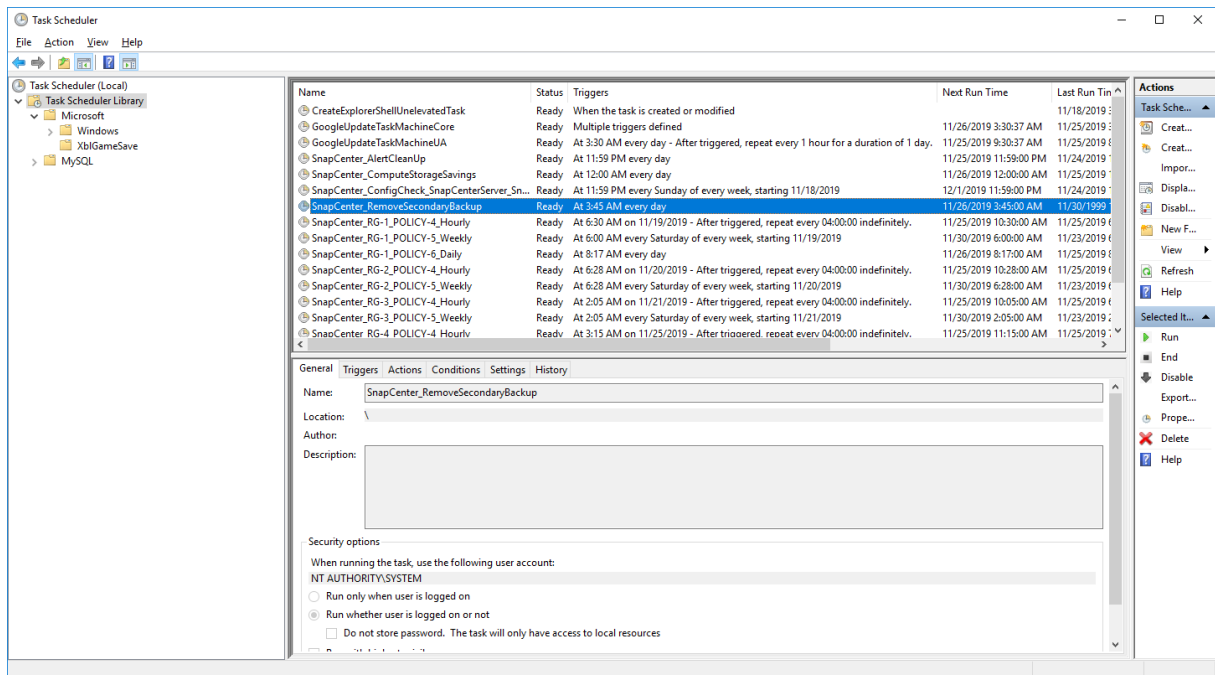 Task Scheduler
File Action View Help
Task Scheduler (Local)
Task Scheduler Library
Microsoft
Windows
XblGameSave
MySQL
Name Status Triggers Next Run Time Last Run Tin
CreateExplorerShellUnelevatedTask Ready When the task is created or modified 11/18/2019
GoogleUpdateTaskMachineCore Ready Multiple triggers defined 11/26/2019 3:30:37 AM 11/25/2019
GoogleUpdateTaskMachineUA Ready At 3:30 AM every day - After triggered, repeat every 1 hour for a duration of 1 day. 11/25/2019 9:30:37 AM 11/25/2019
SnapCenter_AlertCleanUp Ready At 11:59 PM every day 11/25/2019 11:59:00 PM 11/24/2019
SnapCenter_ComputeStorageSavings Ready At 12:00 AM every day 11/26/2019 12:00:00 AM 11/25/2019
SnapCenter_ConfigCheck_SnapCenterServer_Sn... Ready At 11:59 PM every Sunday of every week, starting 11/18/2019 12/1/2019 11:59:00 PM 11/24/2019
SnapCenter_RemoveSecondaryBackup Ready At 3:45 AM every day 11/26/2019 3:45:00 AM 11/30/1999
SnapCenter_RG-1_POLICY-4_Hourly Ready At 6:30 AM on 11/19/2019 - After triggered, repeat every 04:00:00 indefinitely. 11/25/2019 10:30:00 AM 11/25/2019
SnapCenter_RG-1_POLICY-5_Weekly Ready At 6:00 AM every Saturday of every week, starting 11/19/2019 11/30/2019 6:00:00 AM 11/23/2019
SnapCenter_RG-1_POLICY-6_Daily Ready At 8:17 AM every day 11/26/2019 8:17:00 AM 11/25/2019
SnapCenter_RG-2_POLICY-4_Hourly Ready At 6:28 AM on 11/20/2019 - After triggered, repeat every 04:00:00 indefinitely. 11/25/2019 10:28:00 AM 11/25/2019
SnapCenter_RG-2_POLICY-5_Weekly Ready At 6:28 AM every Saturday of every week, starting 11/20/2019 11/30/2019 6:28:00 AM 11/23/2019
SnapCenter_RG-3_POLICY-4_Hourly Ready At 2:05 AM on 11/21/2019 - After triggered, repeat every 04:00:00 indefinitely. 11/25/2019 10:05:00 AM 11/25/2019
SnapCenter_RG-3_POLICY-5_Weekly Ready At 2:05 AM every Saturday of every week, starting 11/21/2019 11/30/2019 2:05:00 AM 11/23/2019
SnapCenter_RG-4_POLICY-4_Hourly Ready At 3:15 AM on 11/25/2019 - After triggered, repeat every 04:00:00 indefinitely. 11/25/2019 11:15:00 AM 11/25/2019
General Triggers Actions Conditions Settings History
Name: SnapCenter_RemoveSecondaryBackup
Location: \
Author:
Description:
Security options
When running the task, use the following user account:
NT AUTHORITY\SYSTEM
Run only when user is logged on
Run whether user is logged on or not
Do not store password. The task will only have access to local resources
Actions
Task Sche...
Creat...
Creat...
Impor...
Displa...
Disabl...
New F...
View
Refresh
Help
Selected It...
Run
End
Disable
Export...
Prope...
Delete
Help